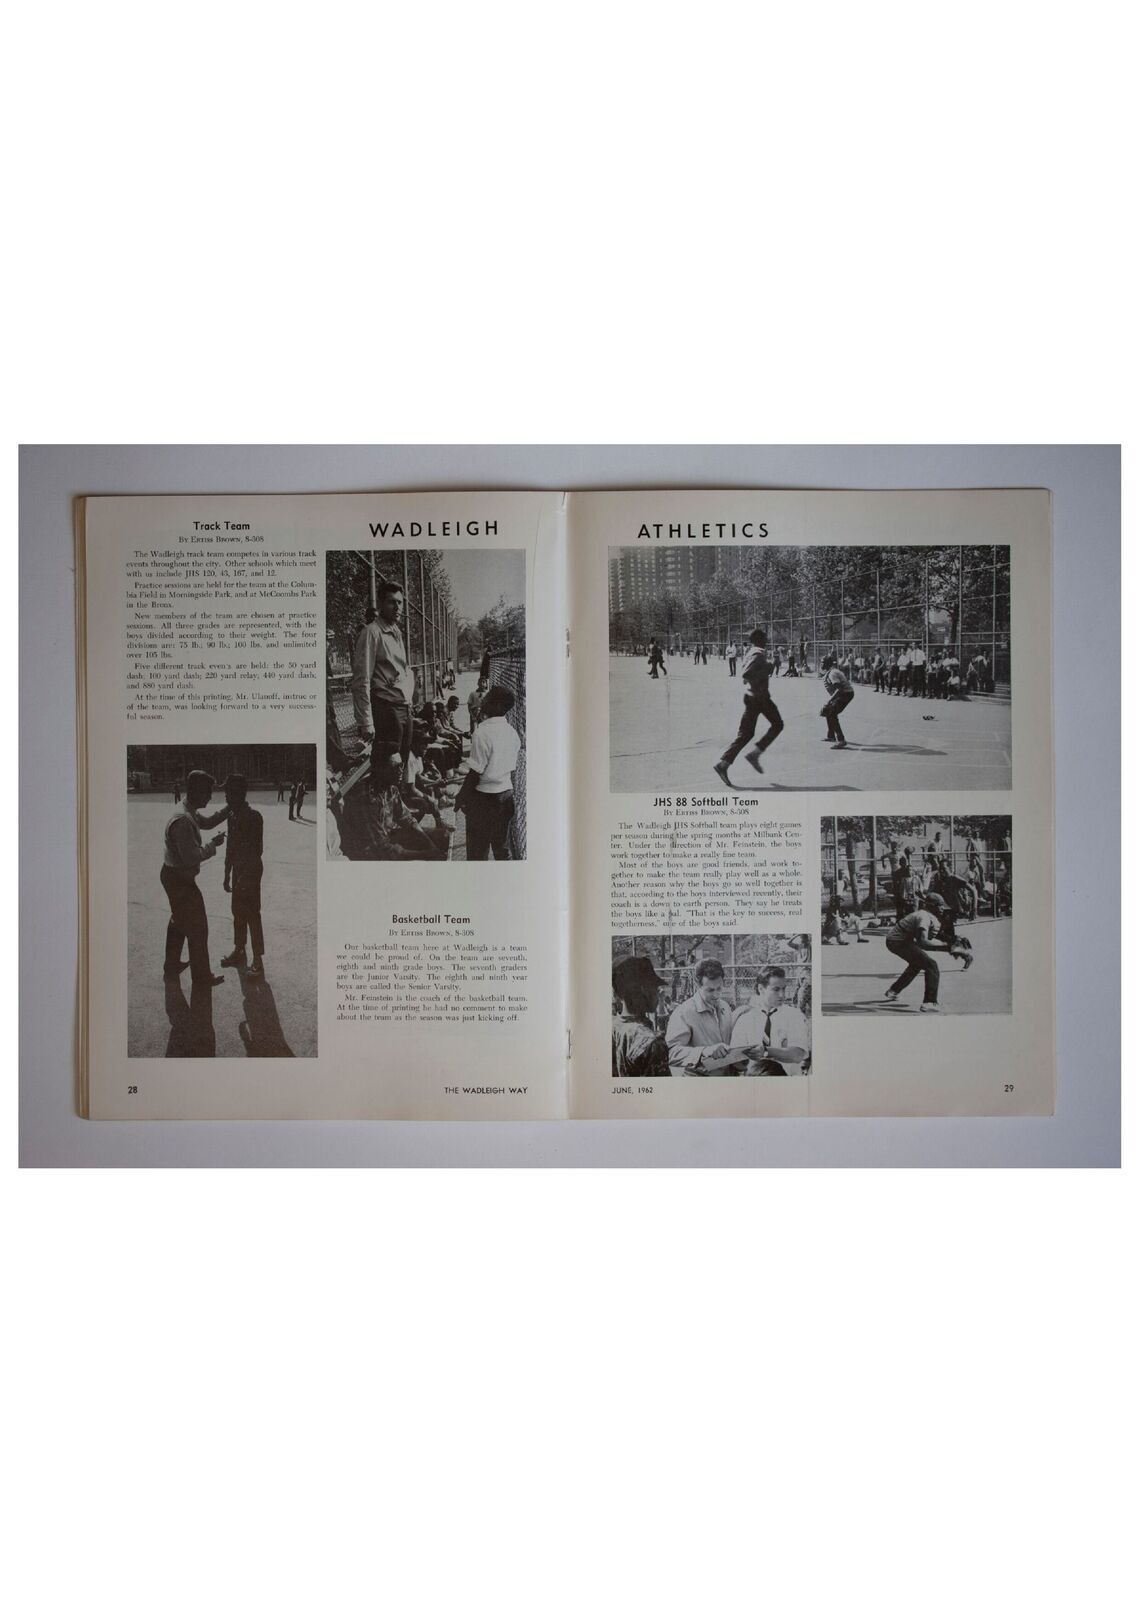 WADLEIGH
Track Team
By Ertiss Brown, 8-308
The Wadleigh track team competes in various track
events throughout the city. Other schools which meet
with us include JHS 120, 43, 167, and 12.
Practice sessions are held for the team at the Colum-
bia Field in Morningside Park, and at McCoombs Park
in the Bronx.
New members of the team are chosen at practice
sessions. All three grades are represented, with the
boys divided according to their weight. The four
divisions are: 75 lb.; 90 lb.; 100 lbs. and unlimited
over 105 lbs.
Five different track even s are held: the 50 yard
dash; 100 yard dash; 220 yard relay; 440 yard dash;
and 880 yard dash.
At the time of this printing, Mr. Ulanoff, instruc or
of the team, was looking forward to a very success-
ful season.
Basketball Team
By Ertiss Brown, 8-308
Our basketball team here at Wadleigh is a team
we could be proud of. On the team are seventh,
eighth and ninth grade boys. The seventh graders
are the Junior Varsity. The eighth and ninth year
boys are called the Senior Varsity.
Mr. Feinstein is the coach of the basketball team.
At the time of printing he had no comment to make
about the team as the season was just kicking off.
28
THE WADLEIGH WAY
ATHLETICS
JHS 88 Softball Team
By Ertiss Brown, 8-308
The Wadleigh JHS Softball team plays eight games
per season during the spring months at Milbank Cen-
ter. Under the direction of Mr. Feinstein, the boys
work together to make a really fine team.
Most of the boys are good friends, and work to-
gether to make the team really play well as a whole.
Another reason why the boys go so well together is
that, according to the boys interviewed recently, their
coach is a down to earth person. They say he treats
the boys like a pal. "That is the key to success, real
togetherness," one of the boys said.
JUNE, 1962
29